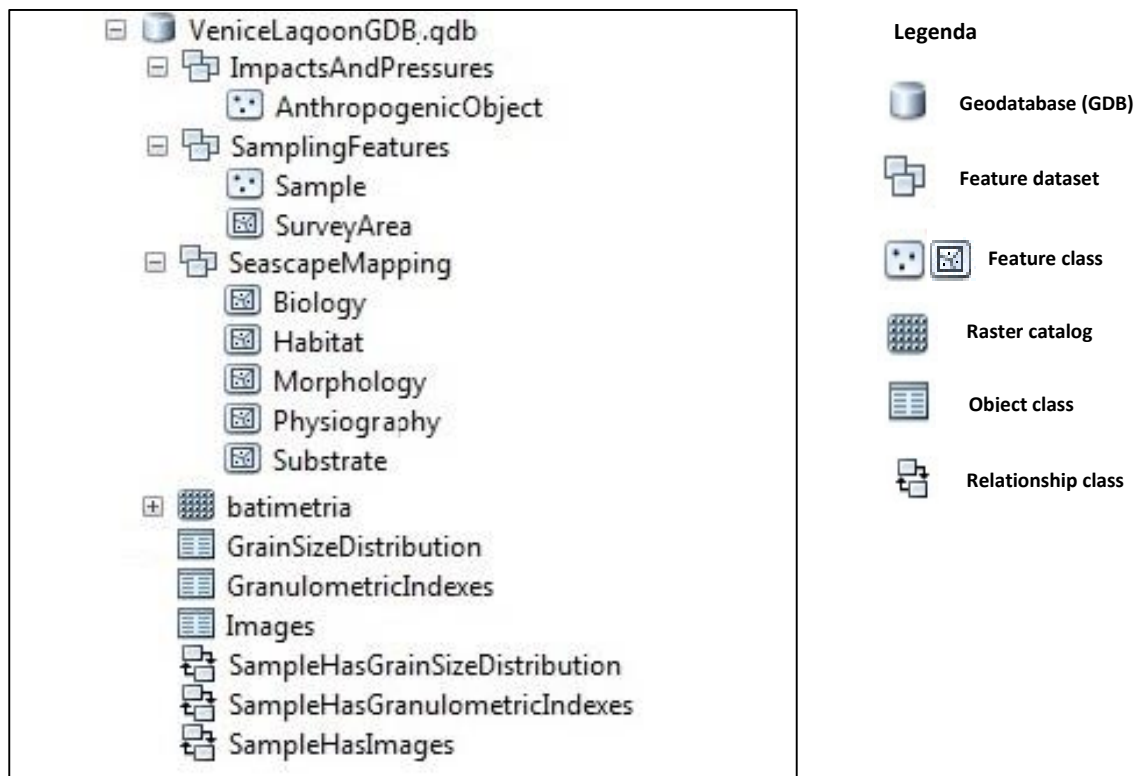 VeniceLagoonGDB.gdb
ImpactsAndPressures
AnthropogenicObject
SamplingFeatures
Sample
SurveyArea
SeascapeMapping
Biology
Habitat
Morphology
Physiography
Substrate
batimetria
GrainSizeDistribution
GranulometricIndexes
Images
SampleHasGrainSizeDistribution
SampleHasGranulometricIndexes
SampleHasImages
Legenda
Geodatabase (GDB)
Feature dataset
Feature class
Raster catalog
Object class
Relationship class